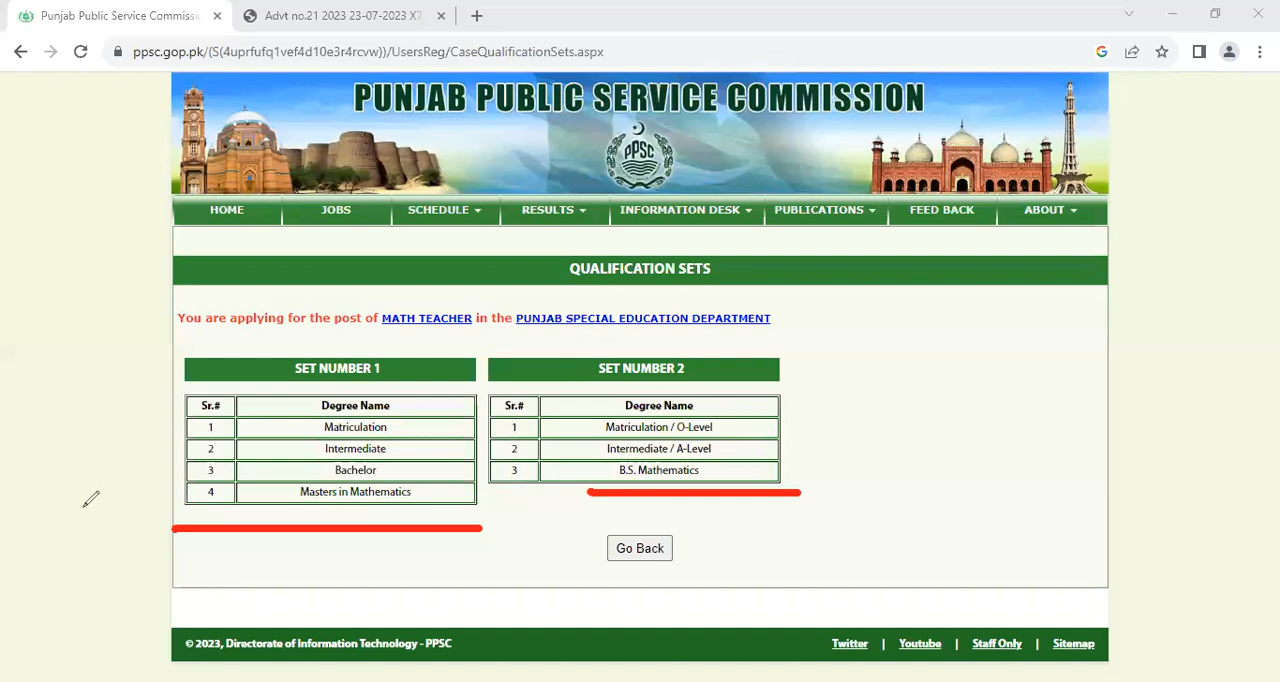 Punjab Public Service Commissi
Advt no.21 2023 23-07-2023 X7
ppsc.gop.pk/(S(4uprfufq1vef4d10e3r4rcvw))/UsersReg/CaseQualificationSets.aspx
PUNJAB PUBLIC SERVICE COMMISSION
PPSC
HOME JOBS SCHEDULE RESULTS INFORMATION DESK PUBLICATIONS FEED BACK ABOUT
QUALIFICATION SETS
You are applying for the post of MATH TEACHER in the PUNJAB SPECIAL EDUCATION DEPARTMENT
SET NUMBER 1
Sr.# Degree Name
1 Matriculation
2 Intermediate
3 Bachelor
4 Masters in Mathematics
SET NUMBER 2
Sr.# Degree Name
1 Matriculation / O-Level
2 Intermediate / A-Level
3 B.S. Mathematics
Go Back
© 2023, Directorate of Information Technology - PPSC
Twitter | Youtube | Staff Only | Sitemap